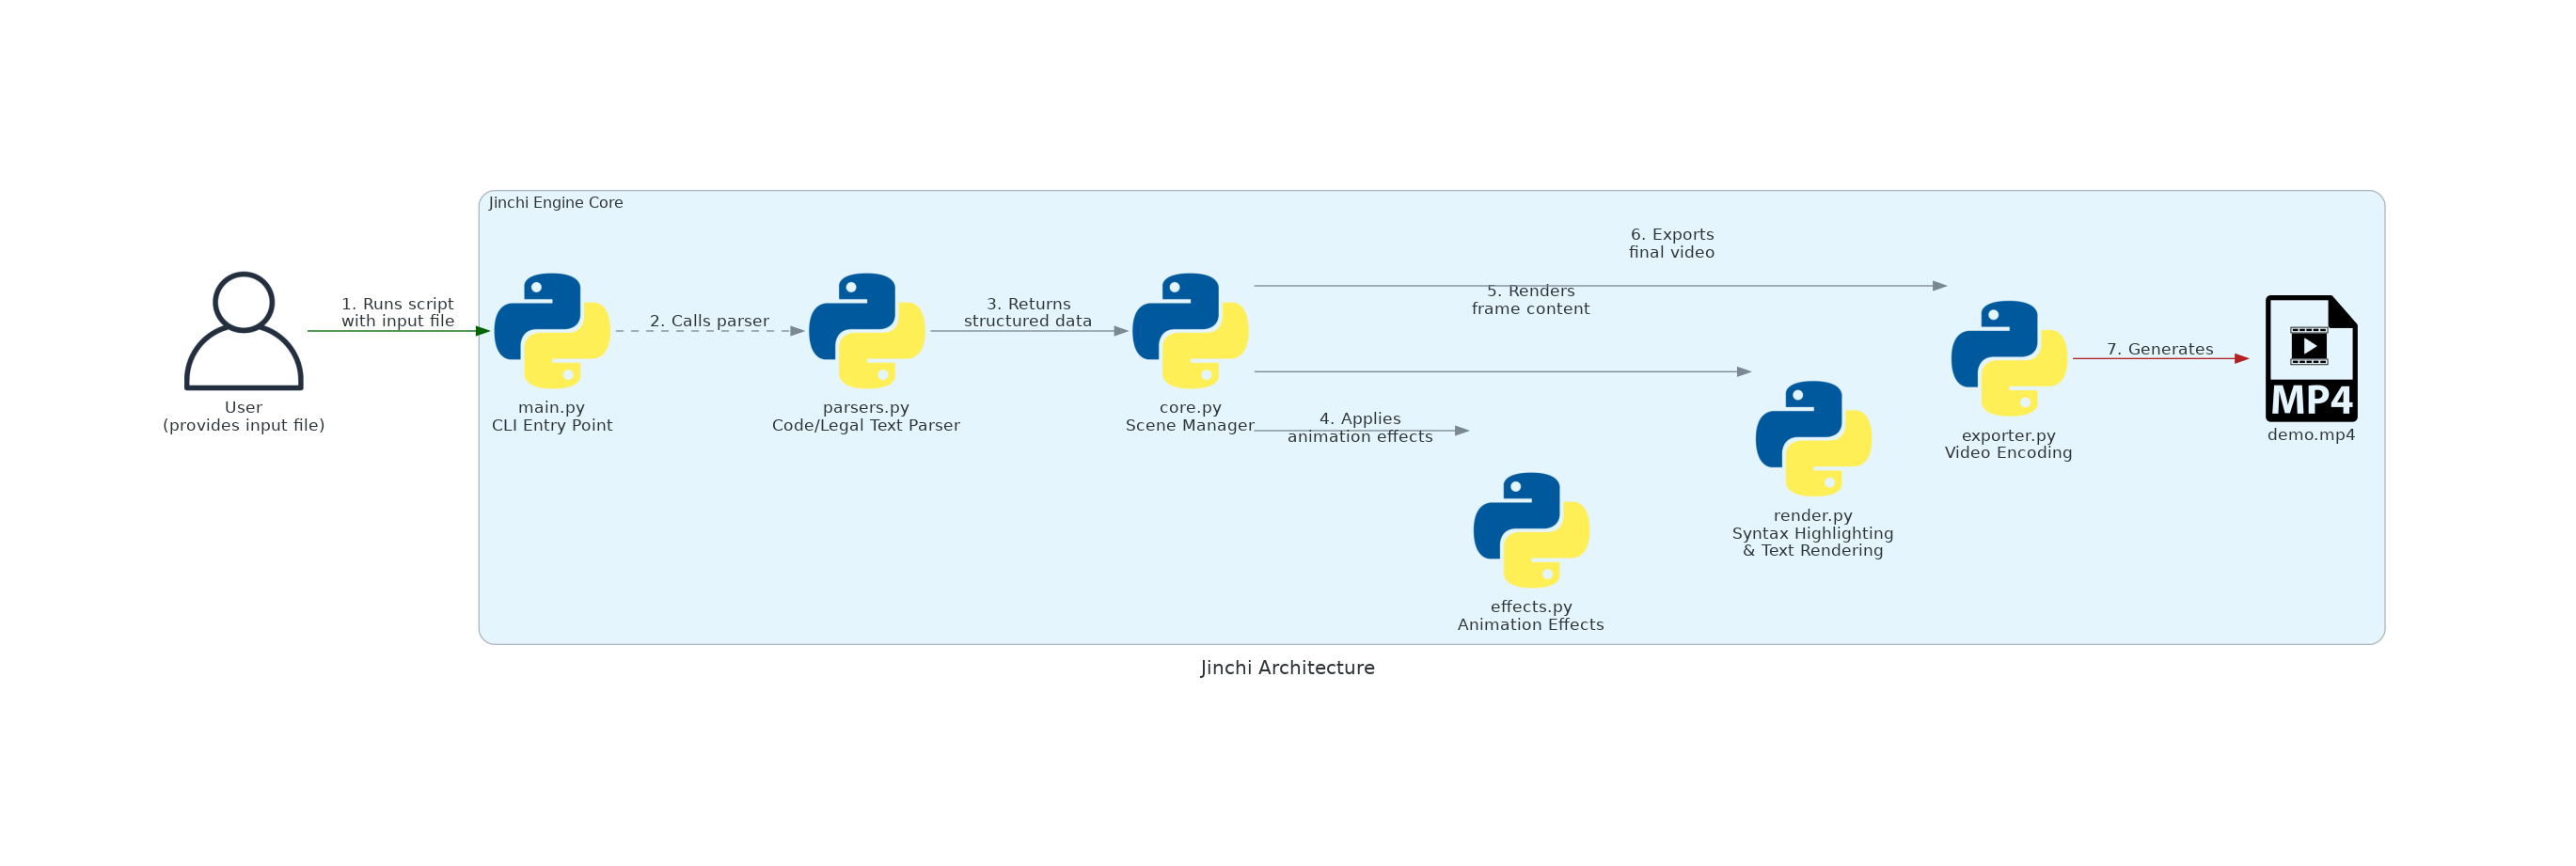 Jinchi Engine Core
User
(provides input file)
1. Runs script
with input file
main.py
CLI Entry Point
2. Calls parser
parsers.py
Code/Legal Text Parser
3. Returns
structured data
core.py
Scene Manager
4. Applies
animation effects
effects.py
Animation Effects
5. Renders
frame content
render.py
Syntax Highlighting
& Text Rendering
6. Exports
final video
exporter.py
Video Encoding
7. Generates
MP4
demo.mp4
Jinchi Architecture